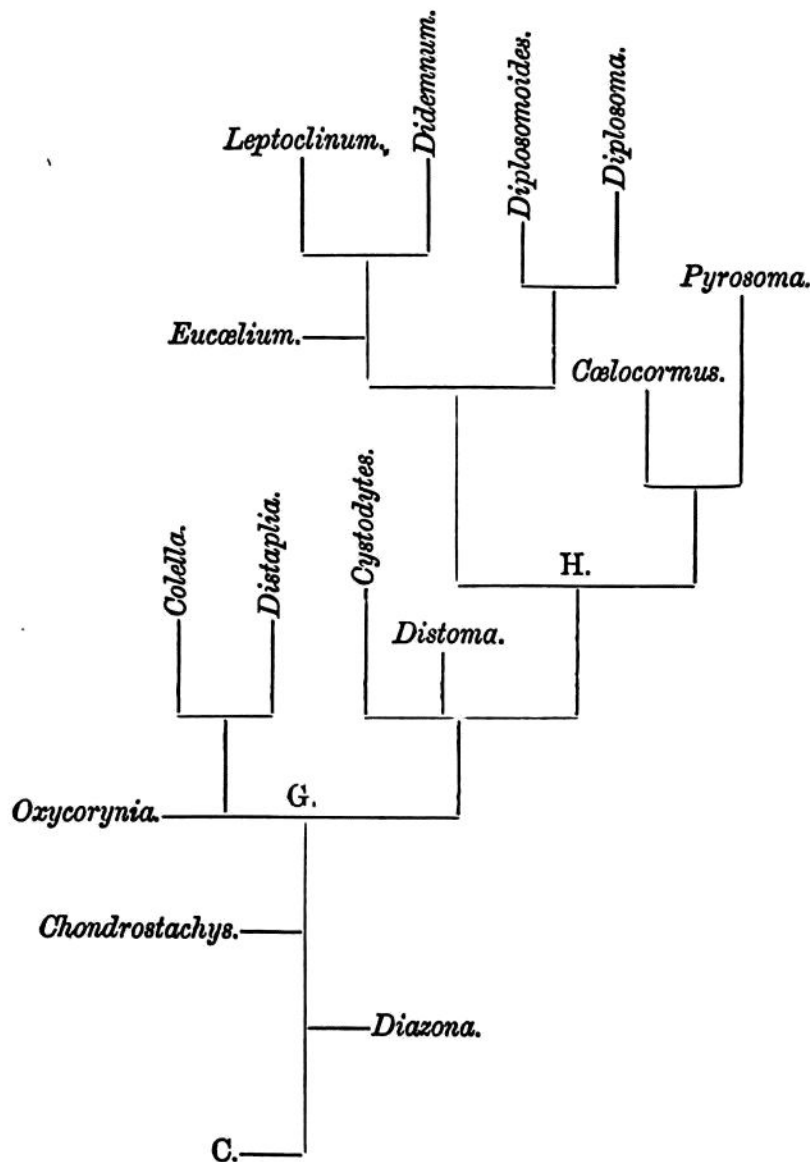 Didemnum.
Leptoclinum.
Diplosomoides.
Diplosoma.
Pyrosoma.
Eucœlium.
Cœlocormus.
Colella.
Distaplia.
Cystodytes.
H.
Distoma.
G.
Oxycorynia.
Chondrostachys.
Diazona.
C.